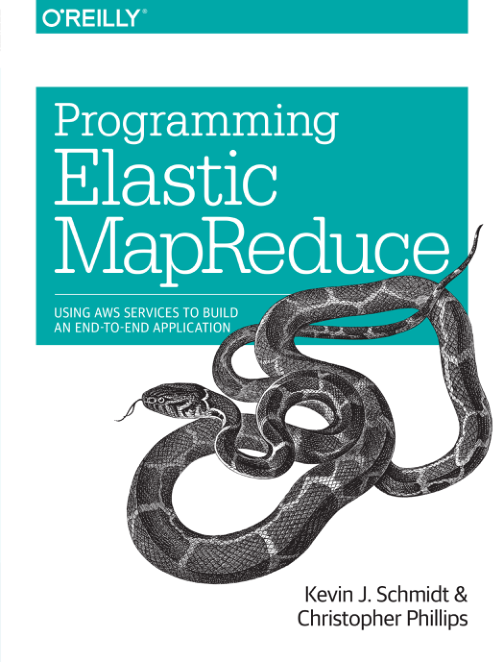 O'REILLY®
Programming
Elastic
MapReduce
USING AWS SERVICES TO BUILD
AN END-TO-END APPLICATION
Kevin J. Schmidt &
Christopher Phillips